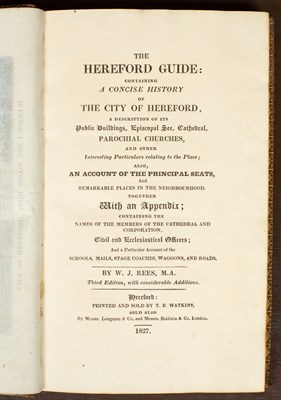 THE
HEREFORD GUIDE:
CONTAINING
A CONCISE HISTORY
OF
THE CITY OF HEREFORD,
A DESCRIPTION OF ITS
Public Buildings, Episcopal See, Cathedral,
PAROCHIAL CHURCHES,
AND OTHER
Interesting Particulars relating to the Place;
ALSO,
AN ACCOUNT OF THE PRINCIPAL SEATS,
And
REMARKABLE PLACES IN THE NEIGHBOURHOOD.
TOGETHER
With an Appendix;
CONTAINING THE
NAMES OF THE MEMBERS OF THE CATHEDRAL AND
CORPORATION,
Civil and Ecclesiastical Officers;
And a Particular Account of the
SCHOOLS, MAILS, STAGE COACHES, WAGGONS, AND ROADS.
BY W. J. REES, M.A.
Third Edition, with considerable Additions.
Hereford:
PRINTED AND SOLD BY T. B. WATKINS,
SOLD ALSO
By Messrs. Longman & Co. and Messrs. Baldwin & Co. London.
1827.